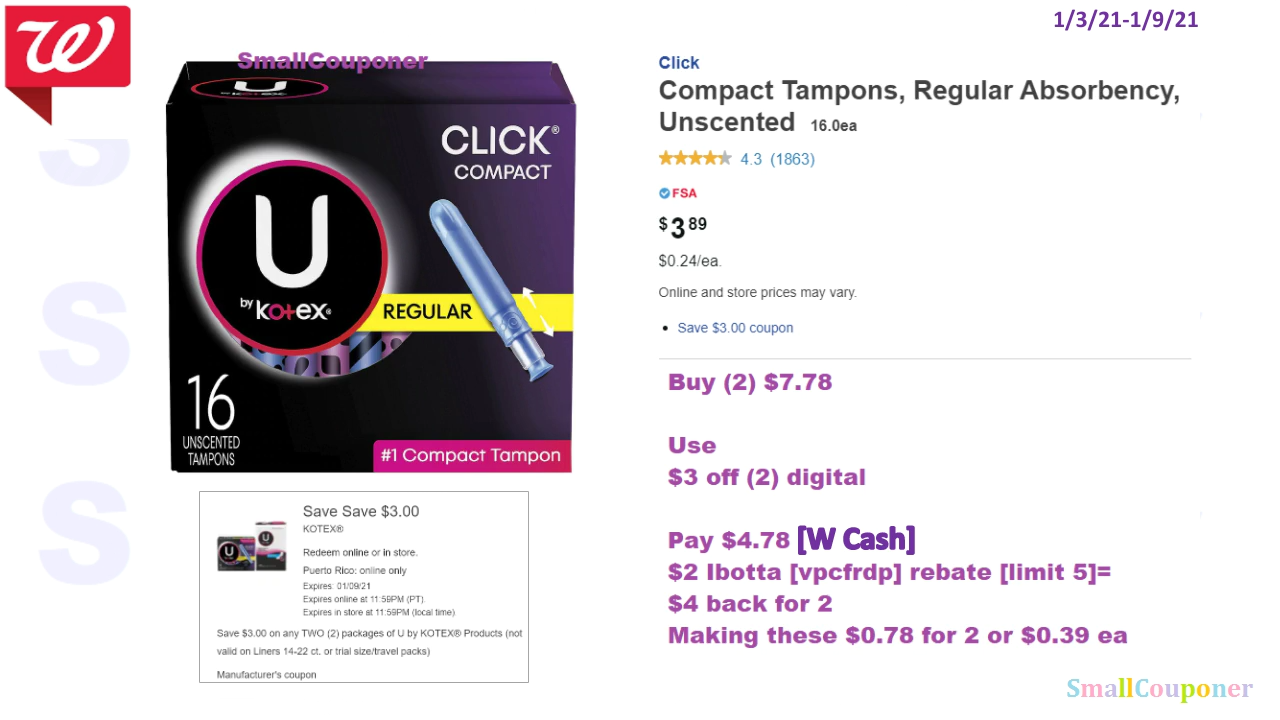 1/3/21-1/9/21
W
SmallCouponer
U
by kotex®
CLICK®
COMPACT
U
by kotex®
REGULAR
16
UNSCENTED
TAMPONS
#1 Compact Tampon
S
S
S
Click
Compact Tampons, Regular Absorbency,
Unscented 16.0ea
4.3 (1863)
FSA
$3 89
$0.24/ea.
Online and store prices may vary.
• Save $3.00 coupon
Buy (2) $7.78
Use
$3 off (2) digital
Pay $4.78 [W Cash]
$2 Ibotta [vpcfrdp] rebate [limit 5]=
$4 back for 2
Making these $0.78 for 2 or $0.39 ea
Save Save $3.00
KOTEX®
Redeem online or in store.
Puerto Rico: online only
Expires: 01/09/21
Expires online at 11:59PM (PT).
Expires in store at 11:59PM (local time)
Save $3.00 on any TWO (2) packages of U by KOTEX® Products (not
valid on Liners 14-22 ct. or trial size/travel packs)
Manufacturer's coupon
U
U
SmallCouponer